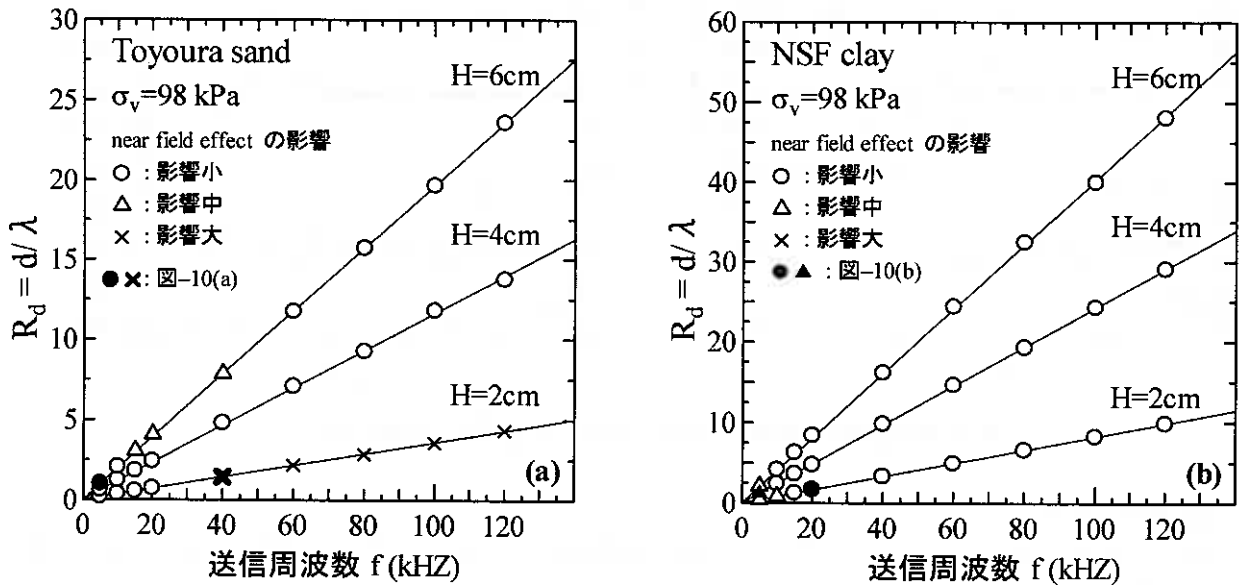 30
25
20
15
10
5
0
R_d = d/λ
Toyoura sand
σ_v=98 kPa
near field effect の影響
○ : 影響小
△ : 影響中
× : 影響大
● ✕ : 図–10(a)
H=6cm
H=4cm
H=2cm
(a)
0 20 40 60 80 100 120
送信周波数 f (kHZ)
60
50
40
30
20
10
0
R_d = d/λ
NSF clay
σ_v=98 kPa
near field effect の影響
○ : 影響小
△ : 影響中
× : 影響大
● ▲ : 図–10(b)
H=6cm
H=4cm
H=2cm
(b)
0 20 40 60 80 100 120
送信周波数 f (kHZ)